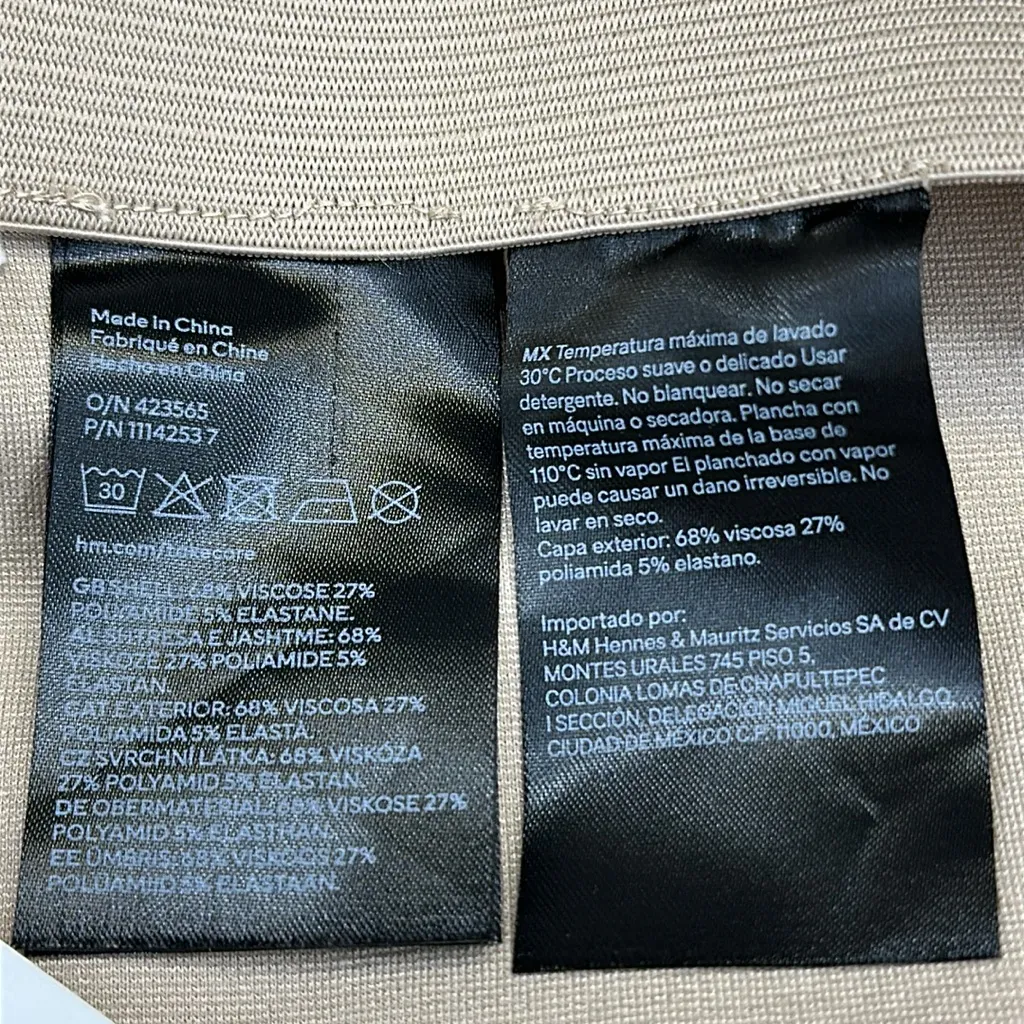 Made in China
Fabriqué en Chine
Hecho en China
O/N 423565
P/N 1114253 7
30
hm.com/takecare
GB SHELL: 68% VISCOSE 27%
POLYAMIDE 5% ELASTANE.
AL SHTRESA E JASHTME: 68%
VISKOZË 27% POLIAMIDE 5%
ELASTAN.
CAT EXTERIOR: 68% VISCOSA 27%
POLIAMIDA 5% ELASTÀ.
CZ SVRCHNÍ LÁTKA: 68% VISKÓZA
27% POLYAMID 5% ELASTAN.
DE OBERMATERIAL: 68% VISKOSE 27%
POLYAMID 5% ELASTHAN.
EE ÜMBRIS: 68% VISKOOS 27%
POLÜAMIID 5% ELASTAAN.
MX Temperatura máxima de lavado
30°C Proceso suave o delicado Usar
detergente. No blanquear. No secar
en máquina o secadora. Plancha con
temperatura máxima de la base de
110°C sin vapor El planchado con vapor
puede causar un dano irreversible. No
lavar en seco.
Capa exterior: 68% viscosa 27%
poliamida 5% elastano.
Importado por:
H&M Hennes & Mauritz Servicios SA de CV
MONTES URALES 745 PISO 5,
COLONIA LOMAS DE CHAPULTEPEC
I SECCIÓN, DELEGACIÓN MIGUEL HIDALGO,
CIUDAD DE MÉXICO C.P. 11000, MÉXICO